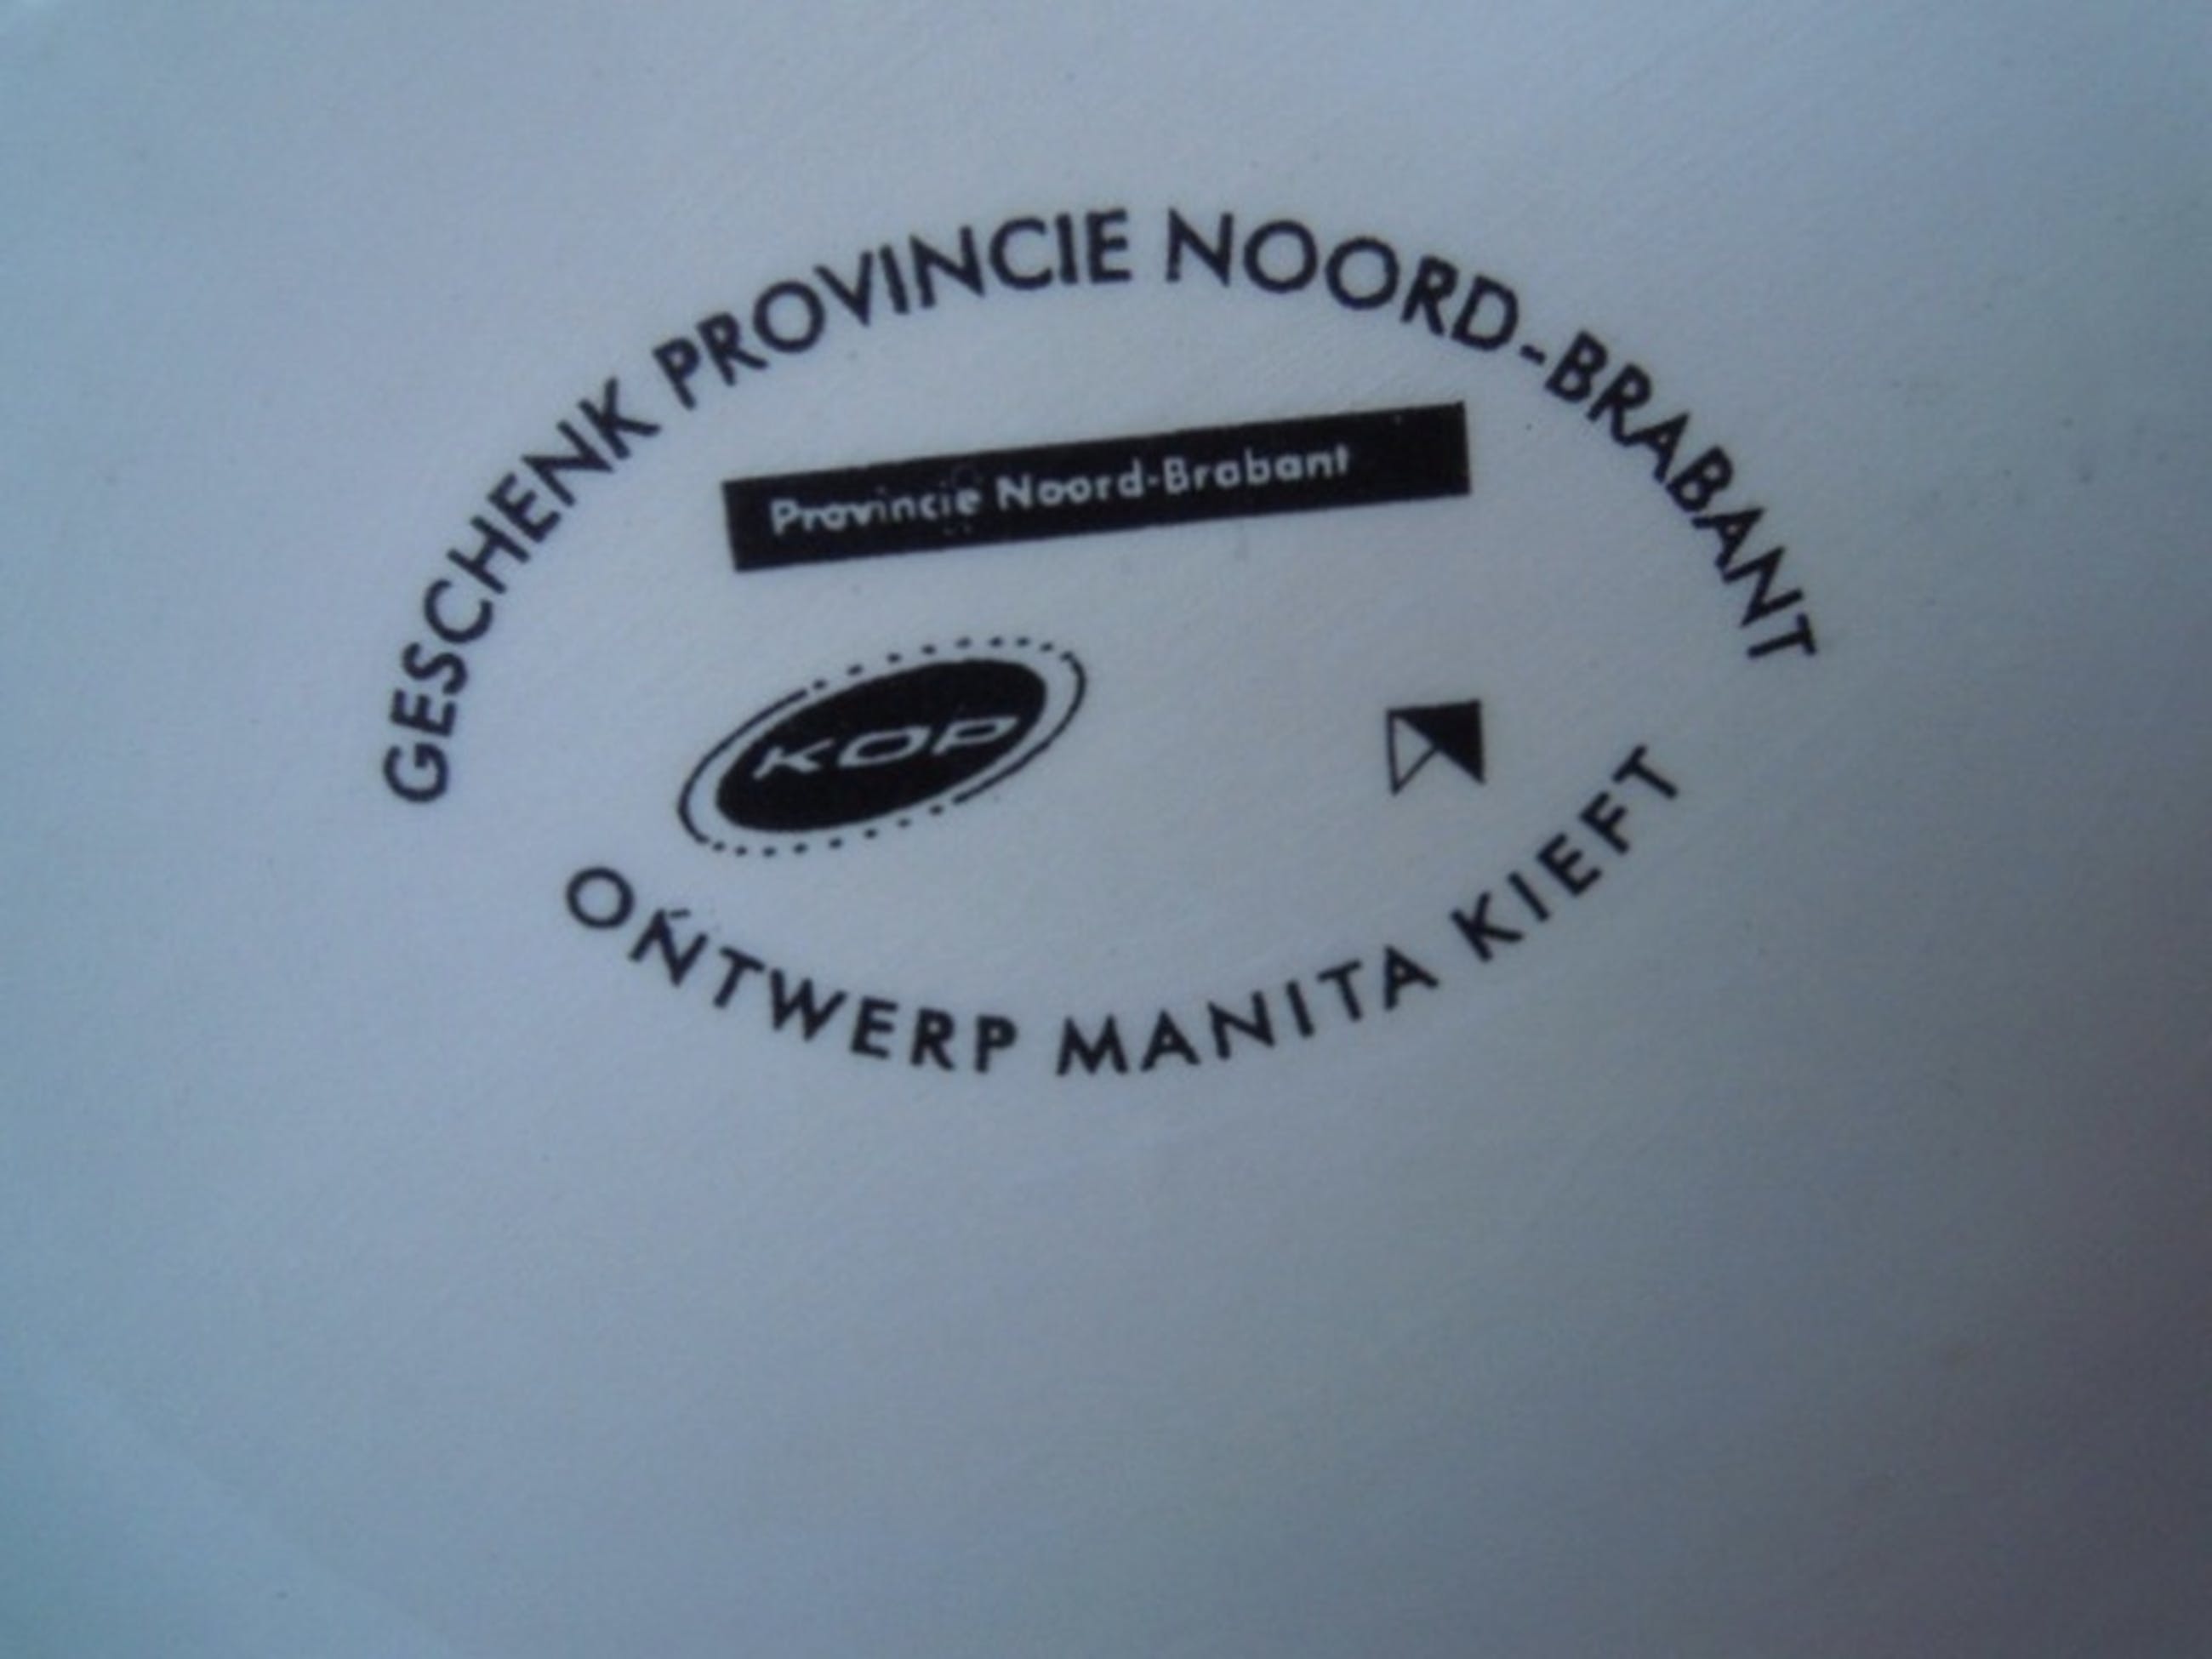 GESCHENK PROVINCIE NOORD-BRABANT
Provincie Noord-Brabant
KOP
ONTWERP MANITA KIEFT